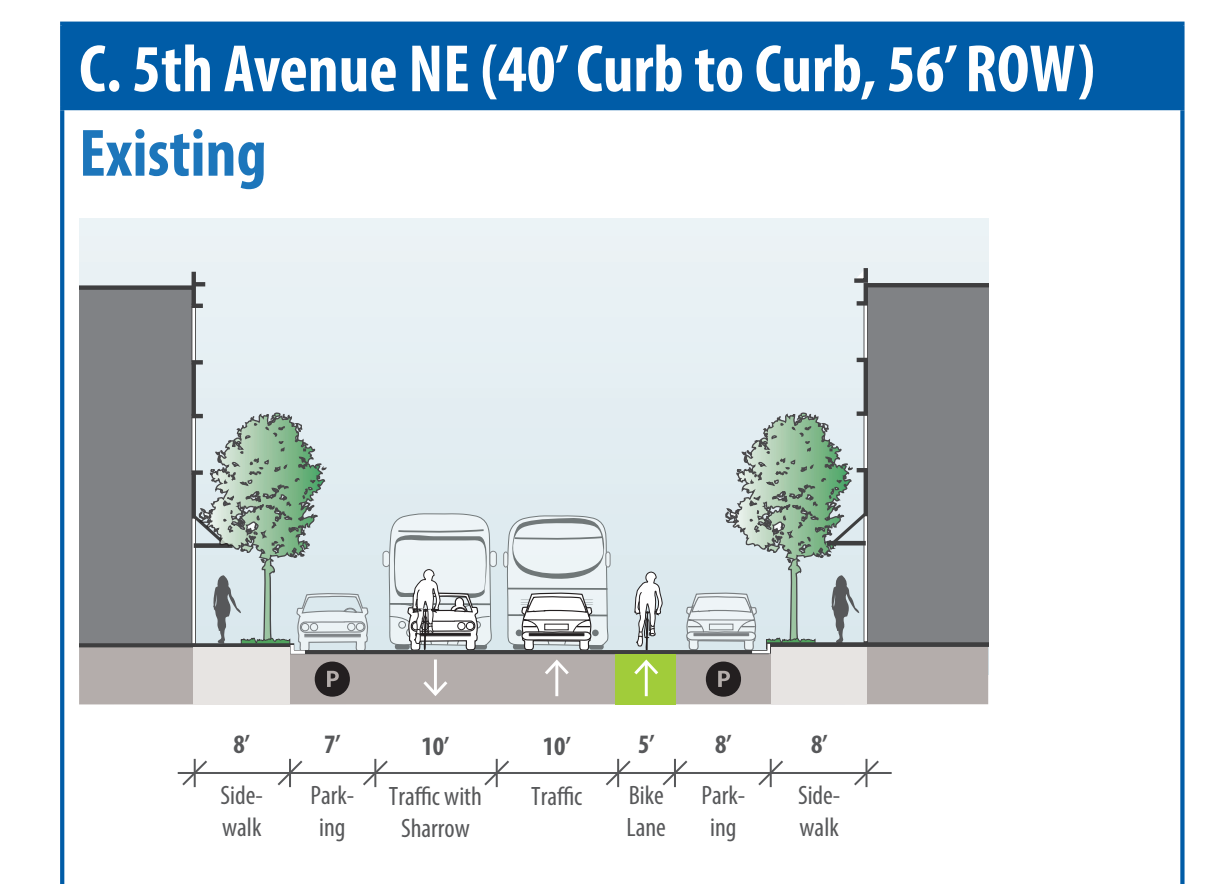 C. 5th Avenue NE (40′ Curb to Curb, 56′ ROW)
Existing
P
P
8′ 7′ 10′ 10′ 5′ 8′ 8′
Side- Park- Traffic with Traffic Bike Park- Side-
walk ing Sharrow Lane ing walk